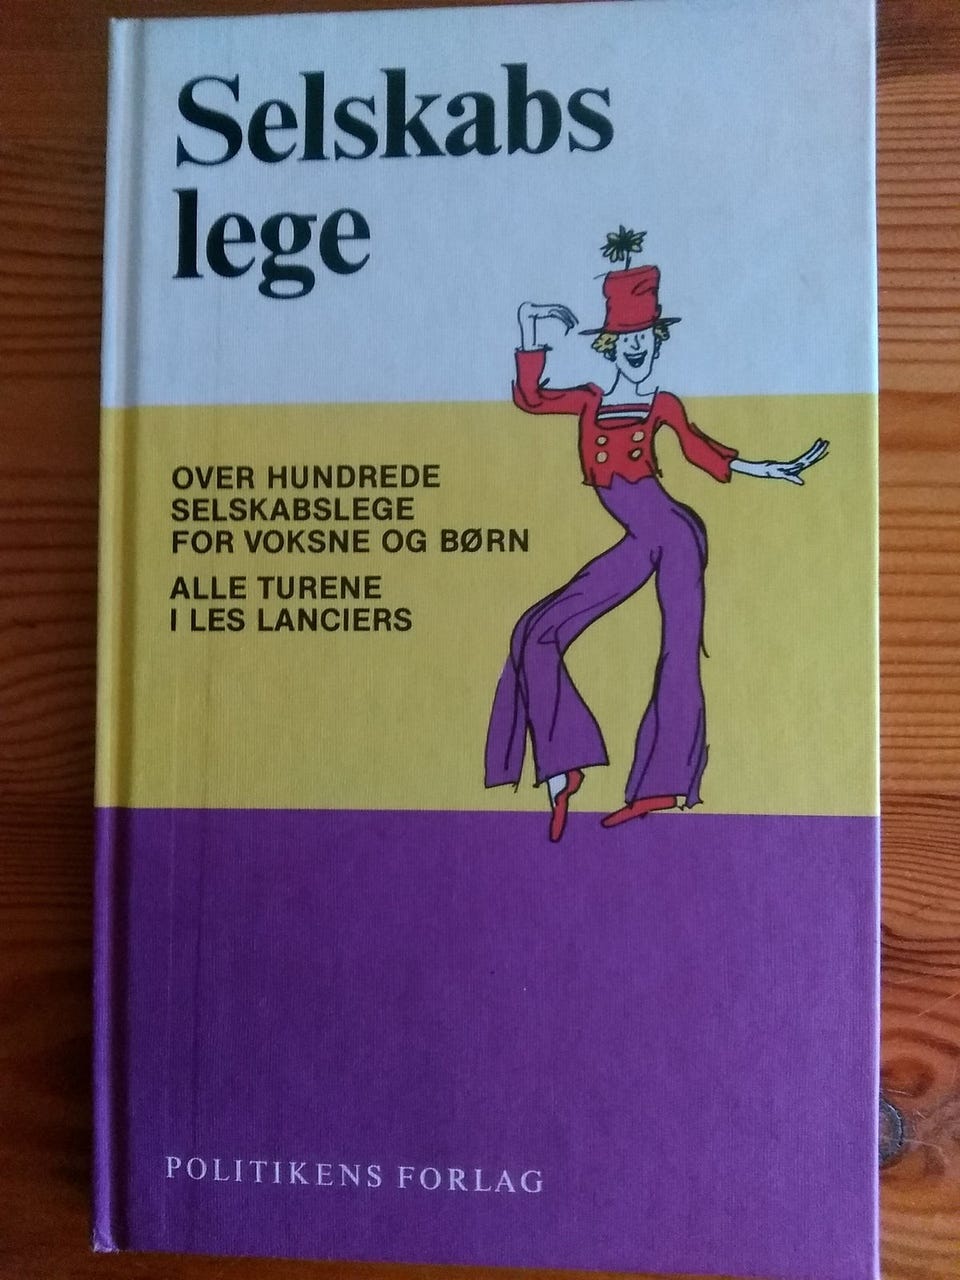 Selskabs
lege
OVER HUNDREDE
SELSKABSLEGE
FOR VOKSNE OG BØRN
ALLE TURENE
I LES LANCIERS
POLITIKENS FORLAG